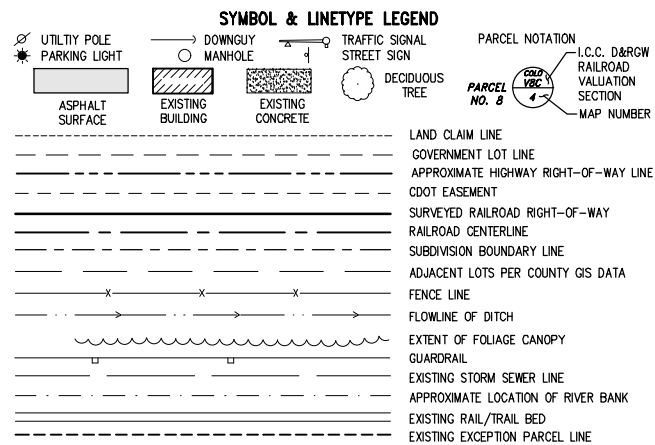 SYMBOL & LINETYPE LEGEND
UTILTIY POLE
DOWNGUY
TRAFFIC SIGNAL
PARCEL NOTATION
PARKING LIGHT
MANHOLE
STREET SIGN
I.C.C. D&RGW
RAILROAD
VALUATION
SECTION
MAP NUMBER
PARCEL
NO. 8
COLO
VBC
4
DECIDUOUS
TREE
ASPHALT
SURFACE
EXISTING
BUILDING
EXISTING
CONCRETE
LAND CLAIM LINE
GOVERNMENT LOT LINE
APPROXIMATE HIGHWAY RIGHT-OF-WAY LINE
CDOT EASEMENT
SURVEYED RAILROAD RIGHT-OF-WAY
RAILROAD CENTERLINE
SUBDIVISION BOUNDARY LINE
ADJACENT LOTS PER COUNTY GIS DATA
X X X FENCE LINE
FLOWLINE OF DITCH
EXTENT OF FOLIAGE CANOPY
GUARDRAIL
EXISTING STORM SEWER LINE
APPROXIMATE LOCATION OF RIVER BANK
EXISTING RAIL/TRAIL BED
EXISTING EXCEPTION PARCEL LINE